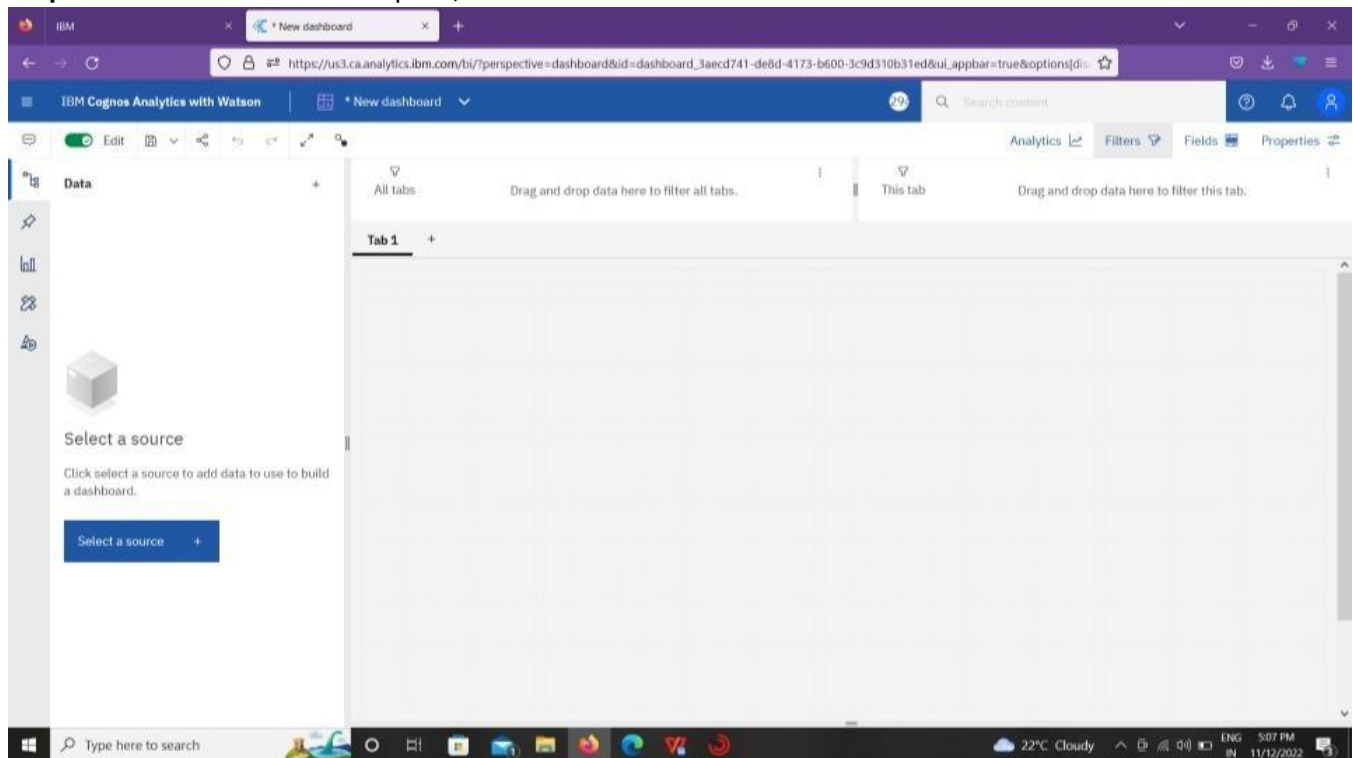 IBM
* New dashboard
https://us3.ca.analytics.ibm.com/bi/?perspective=dashboard&id=dashboard_3aecd741-de8d-4173-b600-3c9d310b31ed&ui_appbar=true&options[dis
IBM Cognos Analytics with Watson
* New dashboard
Search content
Edit
Analytics
Filters
Fields
Properties
Data
All tabs
Drag and drop data here to filter all tabs.
This tab
Drag and drop data here to filter this tab.
Tab 1
Select a source
Click select a source to add data to use to build
a dashboard.
Select a source
Type here to search
22°C Cloudy
ENG
IN
5:07 PM
11/12/2022